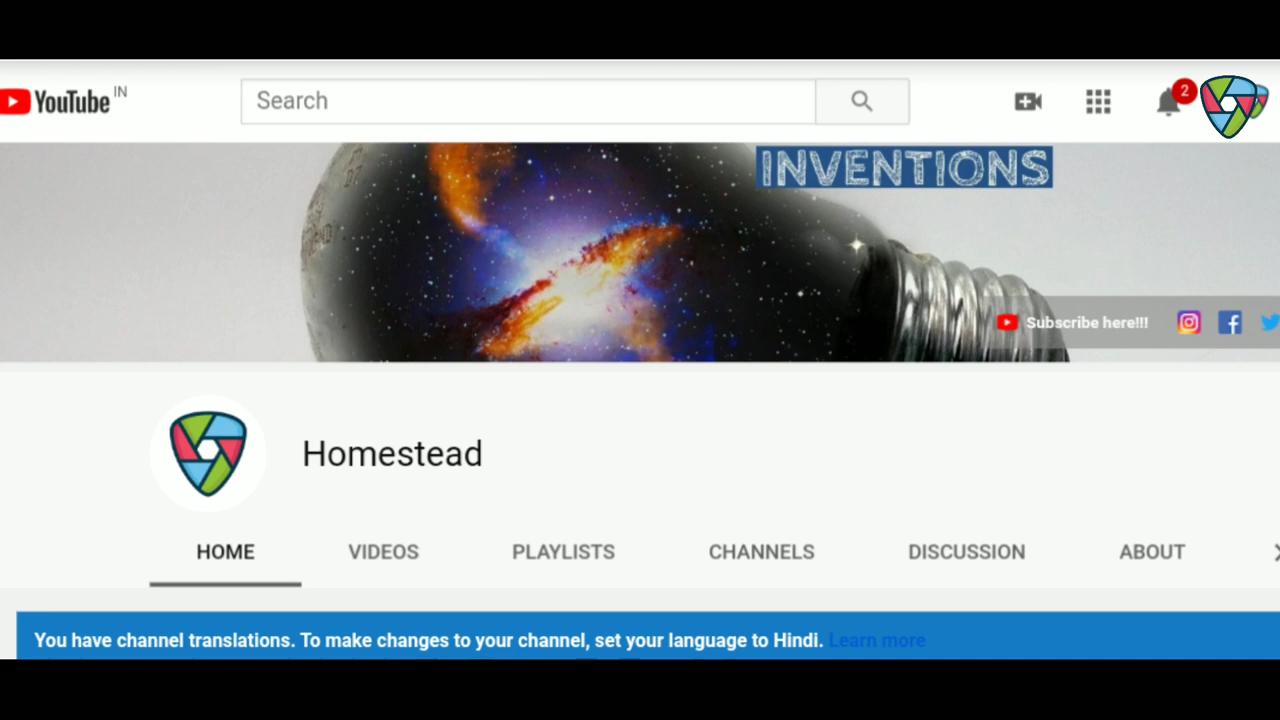 YouTube IN
Search
2
INVENTIONS
Subscribe here!!!
Homestead
HOME VIDEOS PLAYLISTS CHANNELS DISCUSSION ABOUT
You have channel translations. To make changes to your channel, set your language to Hindi. Learn more